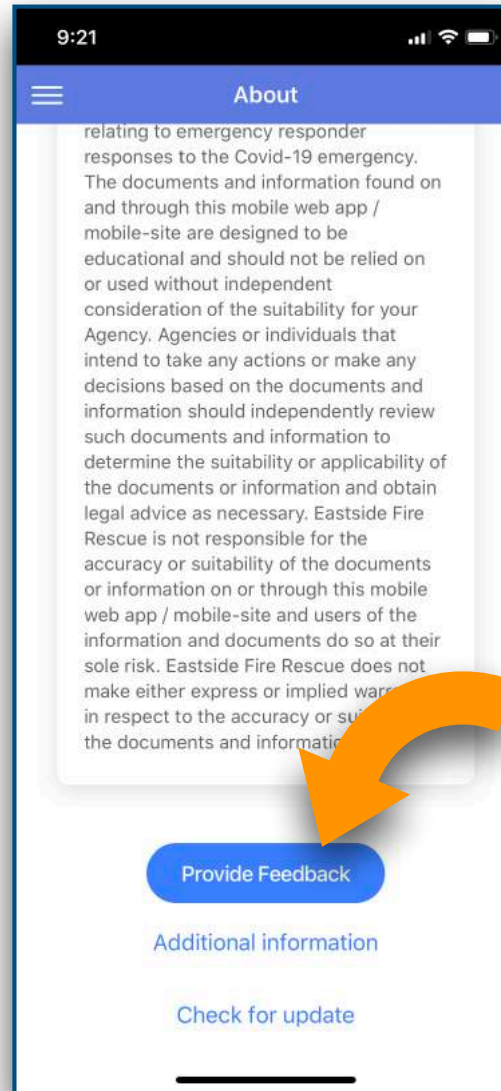 9:21
About
relating to emergency responder
responses to the Covid-19 emergency.
The documents and information found on
and through this mobile web app /
mobile-site are designed to be
educational and should not be relied on
or used without independent
consideration of the suitability for your
Agency. Agencies or individuals that
intend to take any actions or make any
decisions based on the documents and
information should independently review
such documents and information to
determine the suitability or applicability of
the documents or information and obtain
legal advice as necessary. Eastside Fire
Rescue is not responsible for the
accuracy or suitability of the documents
or information on or through this mobile
web app / mobile-site and users of the
information and documents do so at their
sole risk. Eastside Fire Rescue does not
make either express or implied
in respect to the accuracy or
the documents and
Provide Feedback
Additional information
Check for update